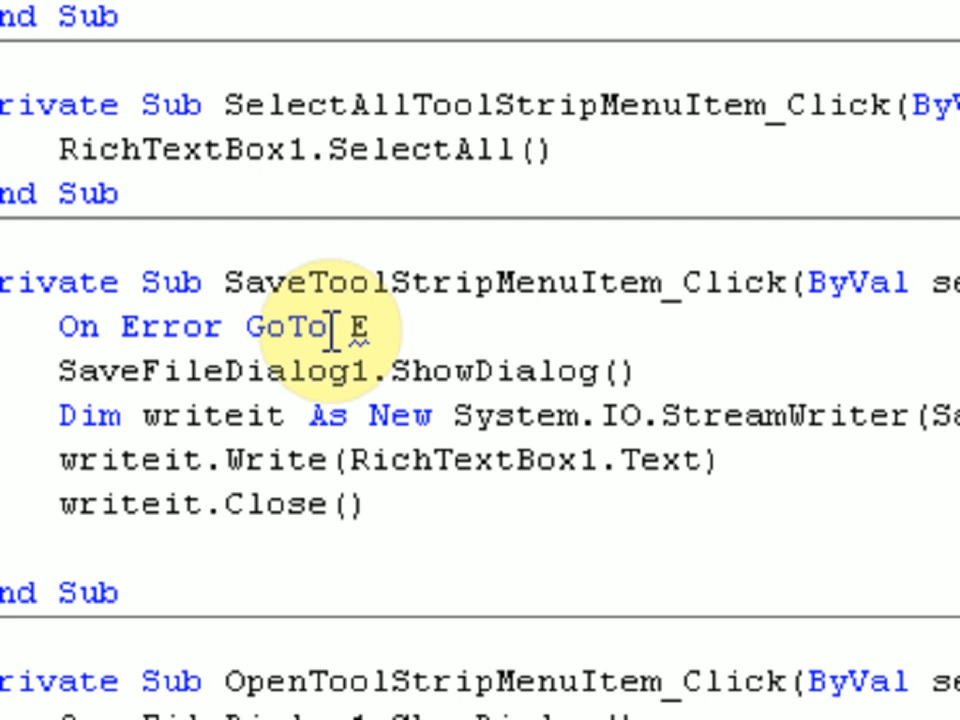 nd Sub
rivate Sub SelectAllToolStripMenuItem_Click(ByV
RichTextBox1.SelectAll()
nd Sub
rivate Sub SaveToolStripMenuItem_Click(ByVal se
On Error GoTo E
SaveFileDialog1.ShowDialog()
Dim writeit As New System.IO.StreamWriter(Sa
writeit.Write(RichTextBox1.Text)
writeit.Close()
nd Sub
rivate Sub OpenToolStripMenuItem_Click(ByVal se